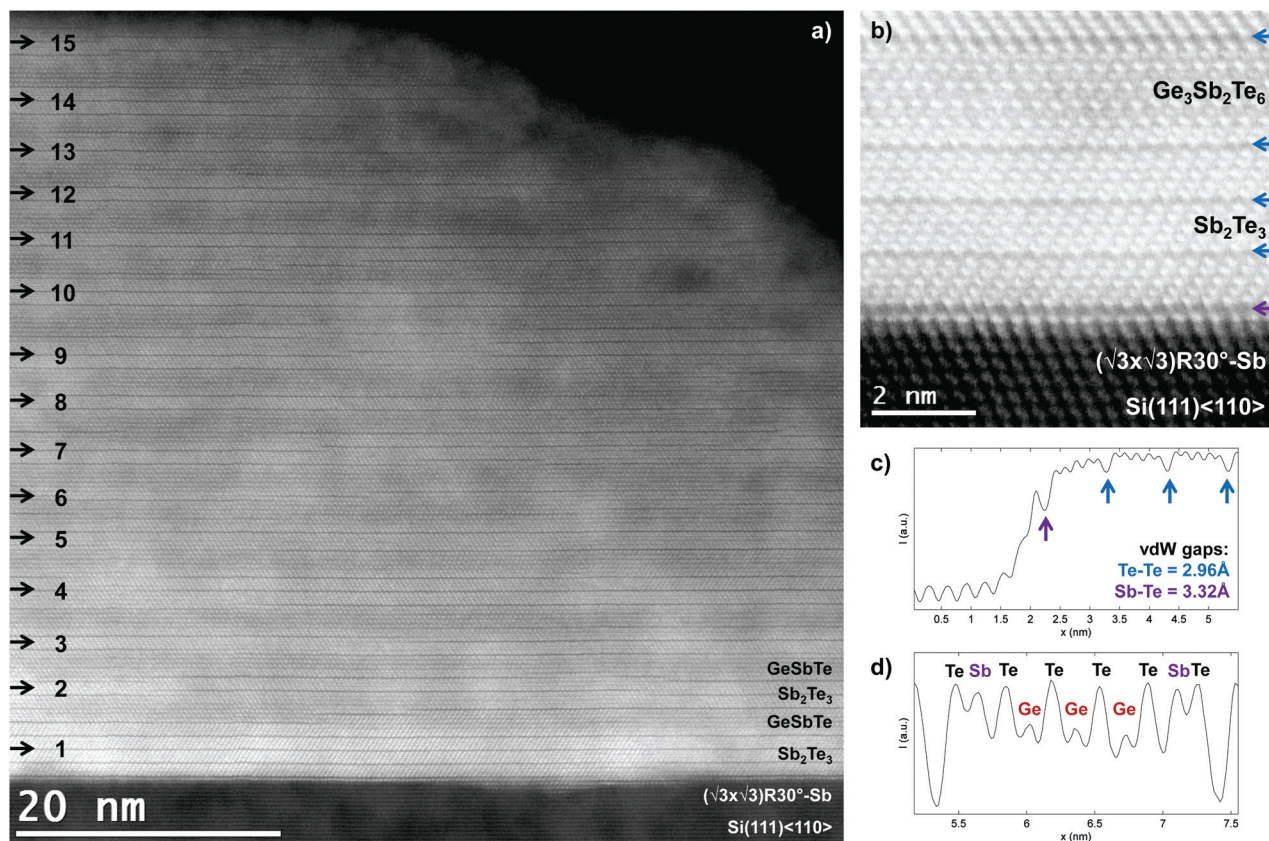 a)
15
14
13
12
11
10
9
8
7
6
5
4
3
GeSbTe
2
Sb₂Te₃
GeSbTe
1
Sb₂Te₃
(√3x√3)R30°-Sb
20 nm
Si(111)<110>
b)
Ge₃Sb₂Te₆
Sb₂Te₃
(√3x√3)R30°-Sb
2 nm
Si(111)<110>
c)
I (a.u.)
vdW gaps:
Te-Te = 2.96Å
Sb-Te = 3.32Å
0.5 1 1.5 2 2.5 3 3.5 4 4.5 5
x (nm)
d)
Te Sb Te Te Te Te SbTe
Ge Ge Ge
I (a.u.)
5.5 6 6.5 7 7.5
x (nm)